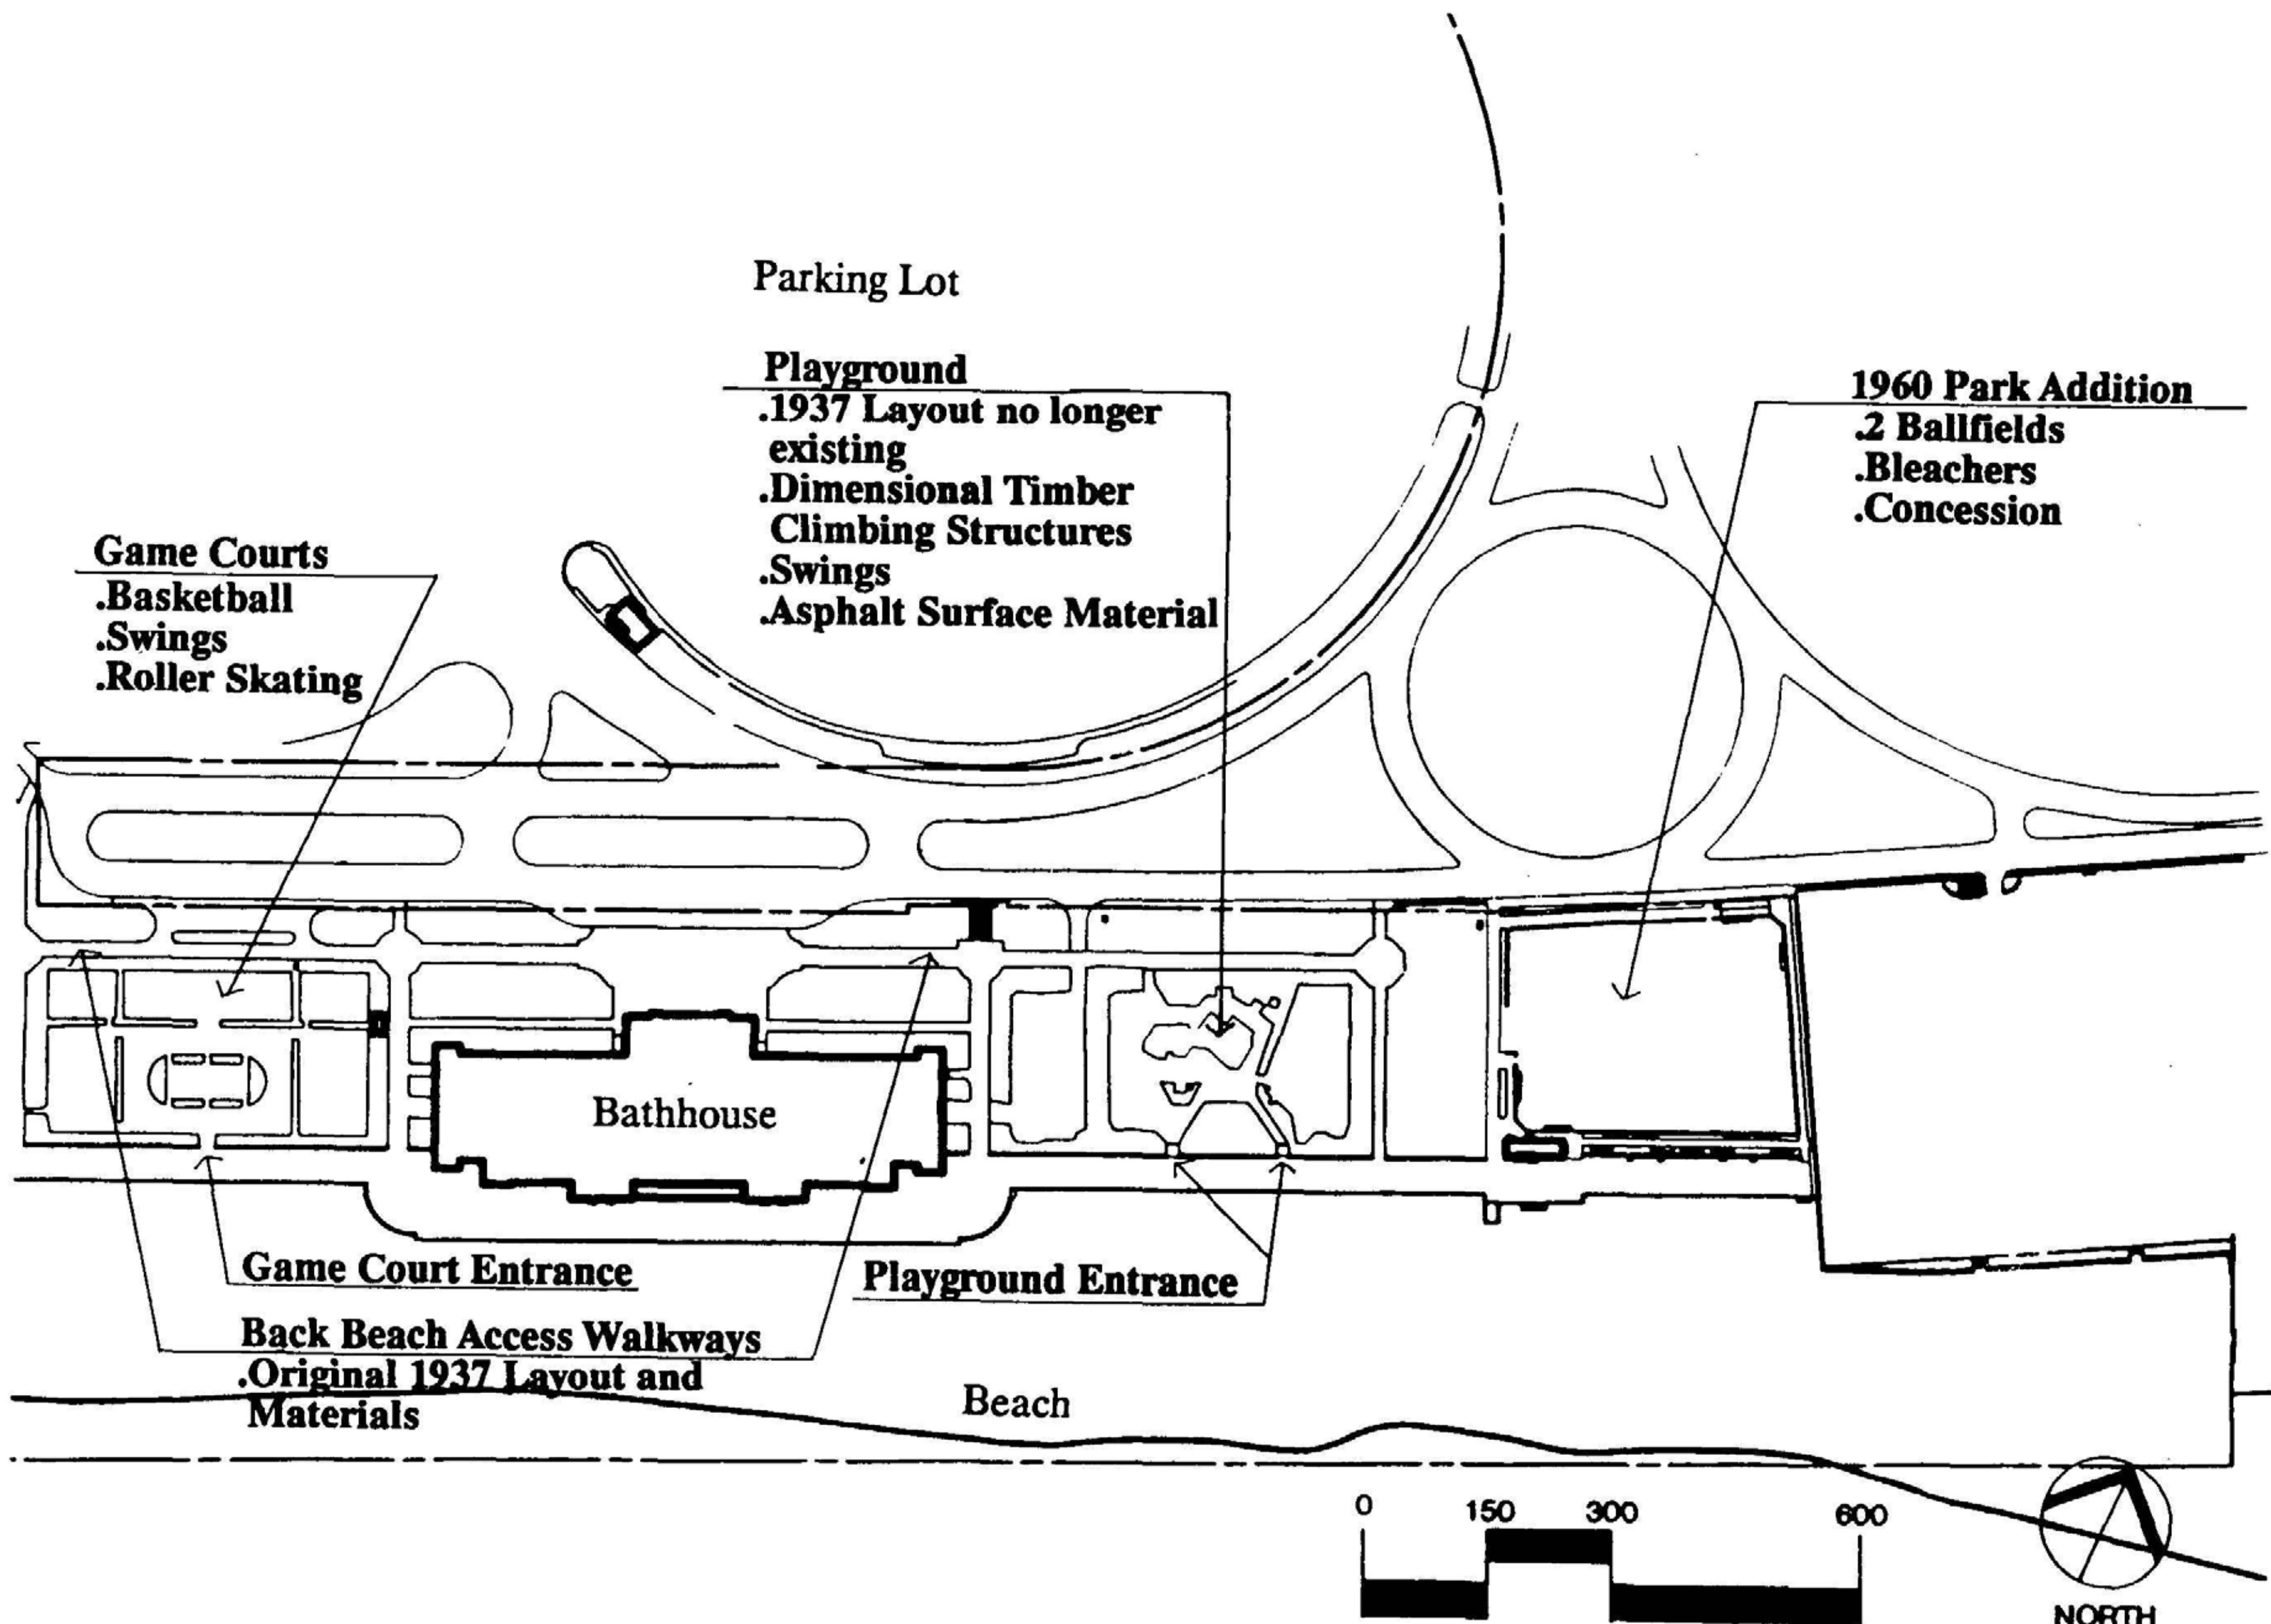 Parking Lot
Playground
.1937 Layout no longer
existing
.Dimensional Timber
Climbing Structures
.Swings
.Asphalt Surface Material
1960 Park Addition
.2 Ballfields
.Bleachers
.Concession
Game Courts
.Basketball
.Swings
.Roller Skating
Bathhouse
Game Court Entrance
Playground Entrance
Back Beach Access Walkways
.Original 1937 Layout and
Materials
Beach
0 150 300 600
NORTH